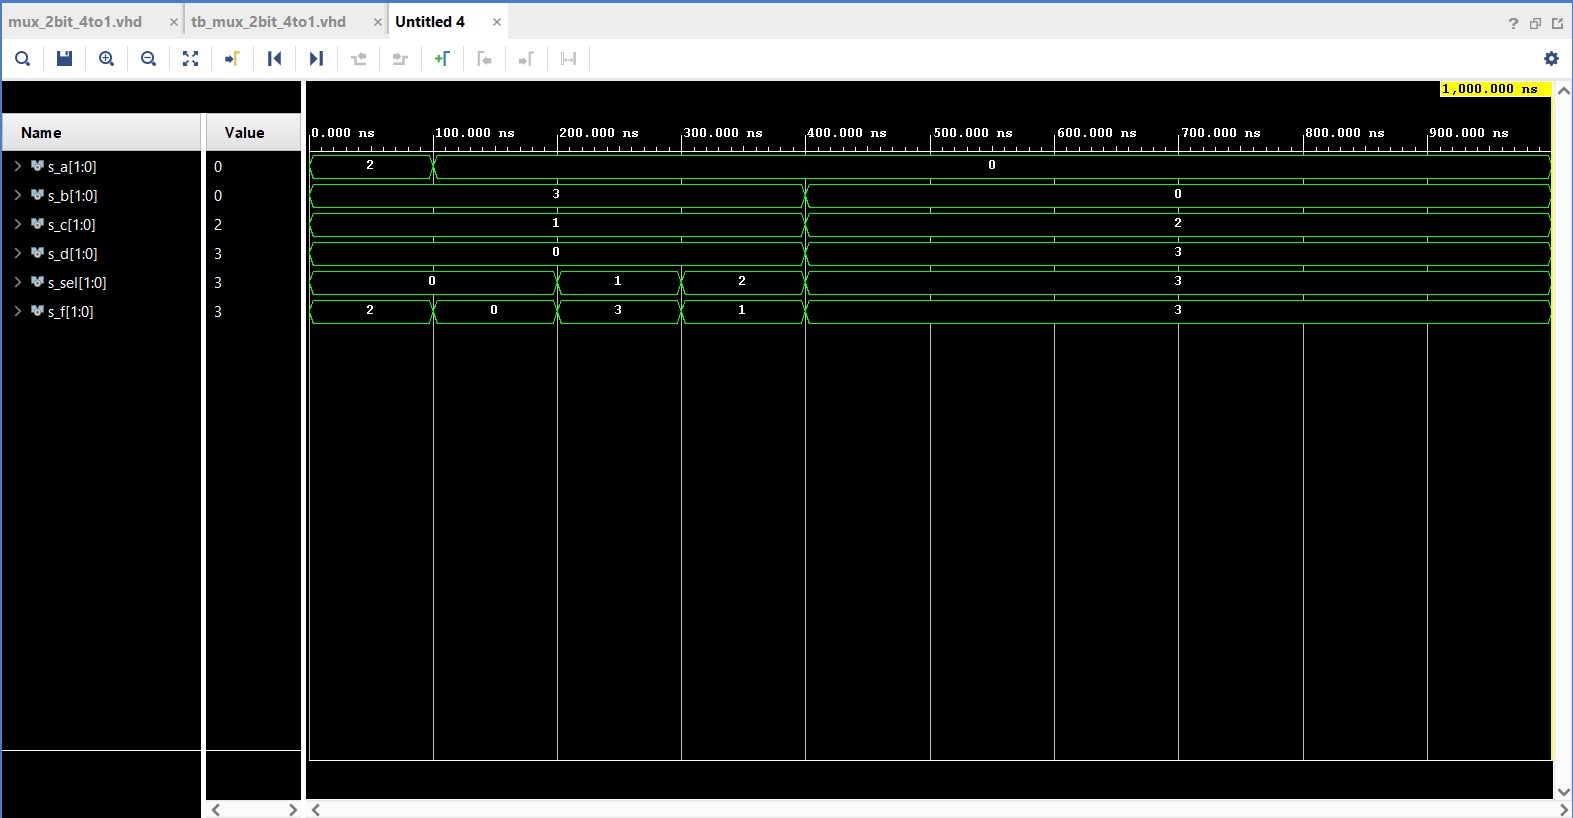 mux_2bit_4to1.vhd × tb_mux_2bit_4to1.vhd × Untitled 4 ×
?
1,000.000 ns
Name Value
0.000 ns 100.000 ns 200.000 ns 300.000 ns 400.000 ns 500.000 ns 600.000 ns 700.000 ns 800.000 ns 900.000 ns
s_a[1:0] 0 2 0
s_b[1:0] 0 3 0
s_c[1:0] 2 1 2
s_d[1:0] 3 0 3
s_sel[1:0] 3 0 1 2 3
s_f[1:0] 3 2 0 3 1 3